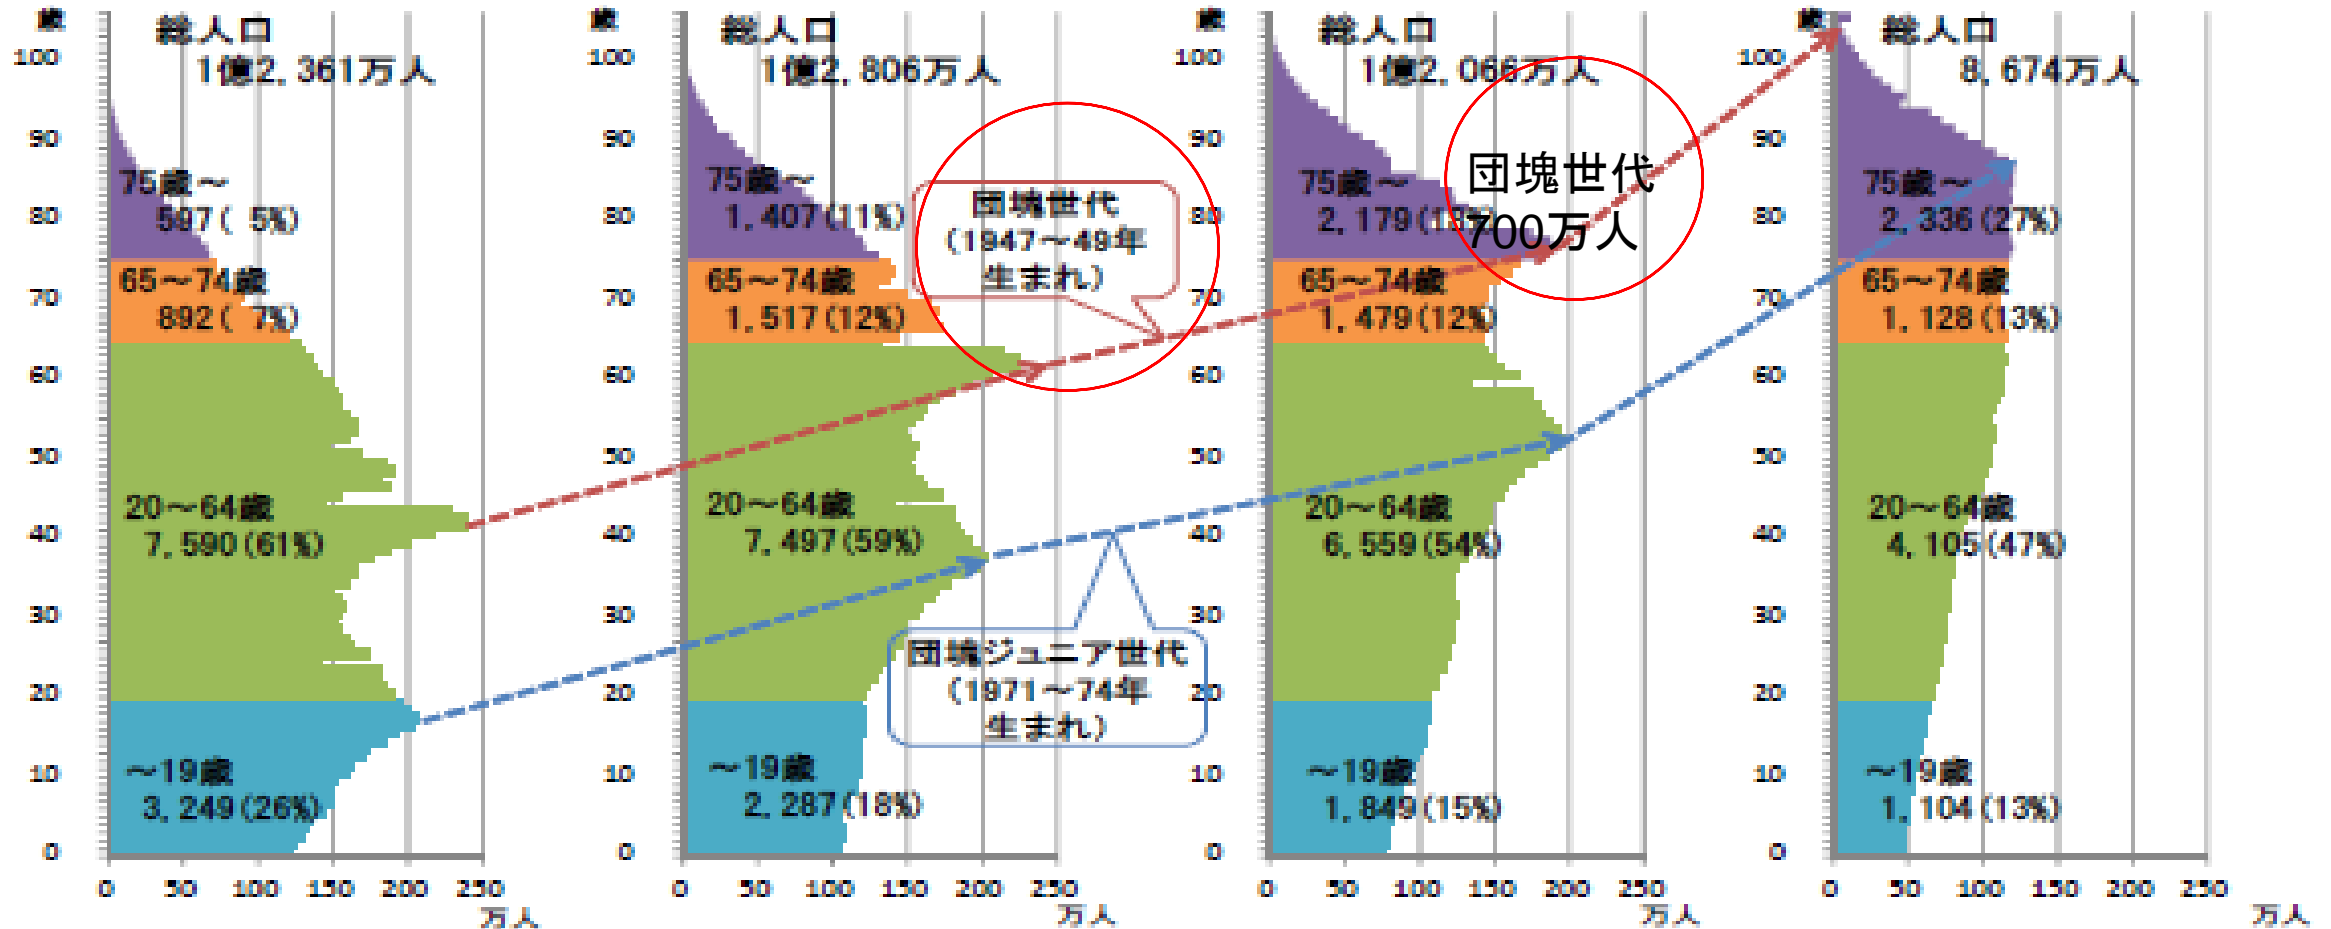 歳
総人口
1億2,361万人
100
90
80
70
60
50
40
30
20
10
0
75歳～
597( 5%)
65～74歳
892( 7%)
20～64歳
7,590(61%)
～19歳
3,249(26%)
0 50 100 150 200 250
万人
歳
総人口
1億2,806万人
100
90
80
70
60
50
40
30
20
10
0
75歳～
1,407(11%)
65～74歳
1,517(12%)
20～64歳
7,497(59%)
～19歳
2,287(18%)
0 50 100 150 200 250
万人
団塊世代
(1947～49年
生まれ)
団塊ジュニア世代
(1971～74年
生まれ)
歳
総人口
1億2,066万人
100
90
80
70
60
50
40
30
20
10
0
75歳～
2,179(18%)
団塊世代
700万人
65～74歳
1,479(12%)
20～64歳
6,559(54%)
～19歳
1,849(15%)
0 50 100 150 200 250
万人
歳
総人口
8,674万人
100
90
80
70
60
50
40
30
20
10
0
75歳～
2,336(27%)
65～74歳
1,128(13%)
20～64歳
4,105(47%)
～19歳
1,104(13%)
0 50 100 150 200 250
万人